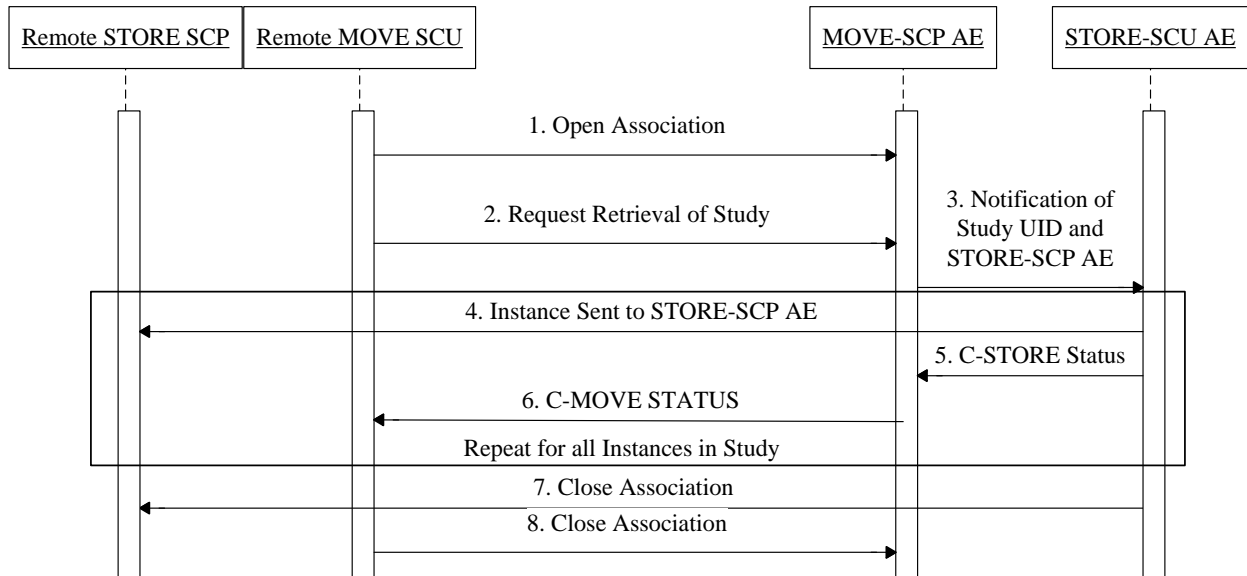 Remote STORE SCP
Remote MOVE SCU
MOVE-SCP AE
STORE-SCU AE
1. Open Association
2. Request Retrieval of Study
3. Notification of
Study UID and
STORE-SCP AE
4. Instance Sent to STORE-SCP AE
5. C-STORE Status
6. C-MOVE STATUS
Repeat for all Instances in Study
7. Close Association
8. Close Association